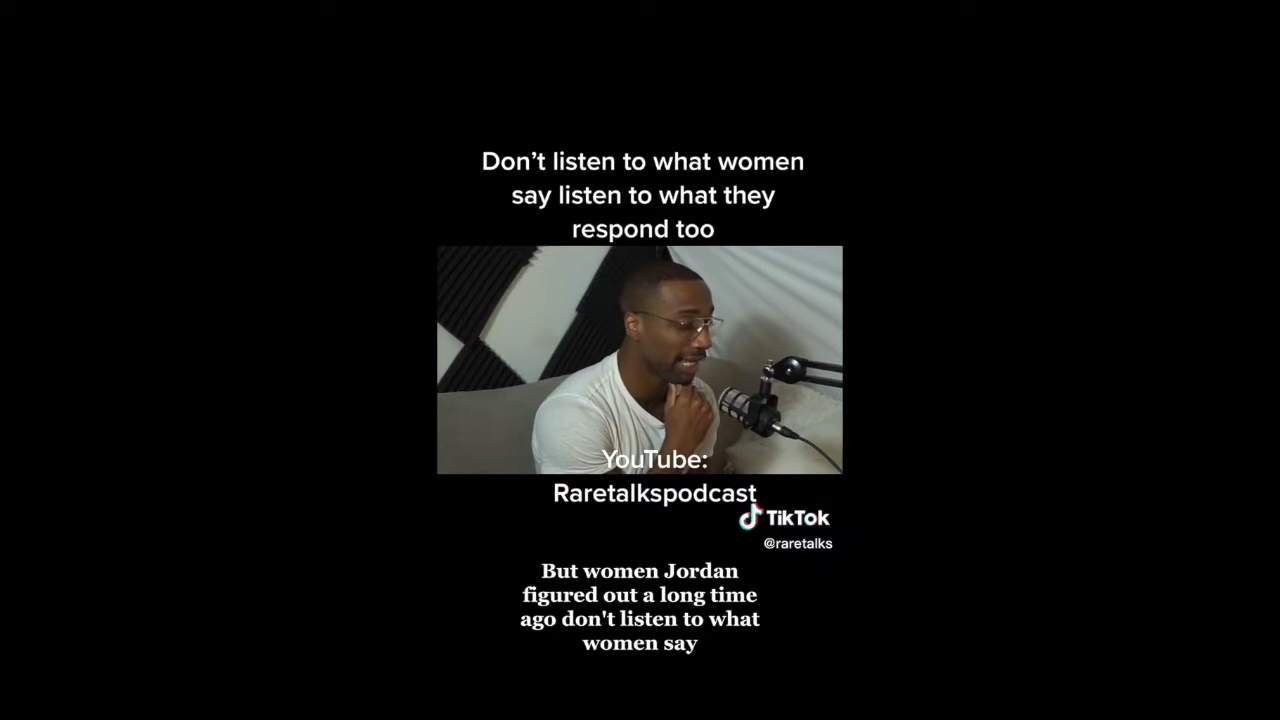 Don’t listen to what women
say listen to what they
respond too
YouTube:
Raretalkspodcast
TikTok
@raretalks
But women Jordan
figured out a long time
ago don't listen to what
women say